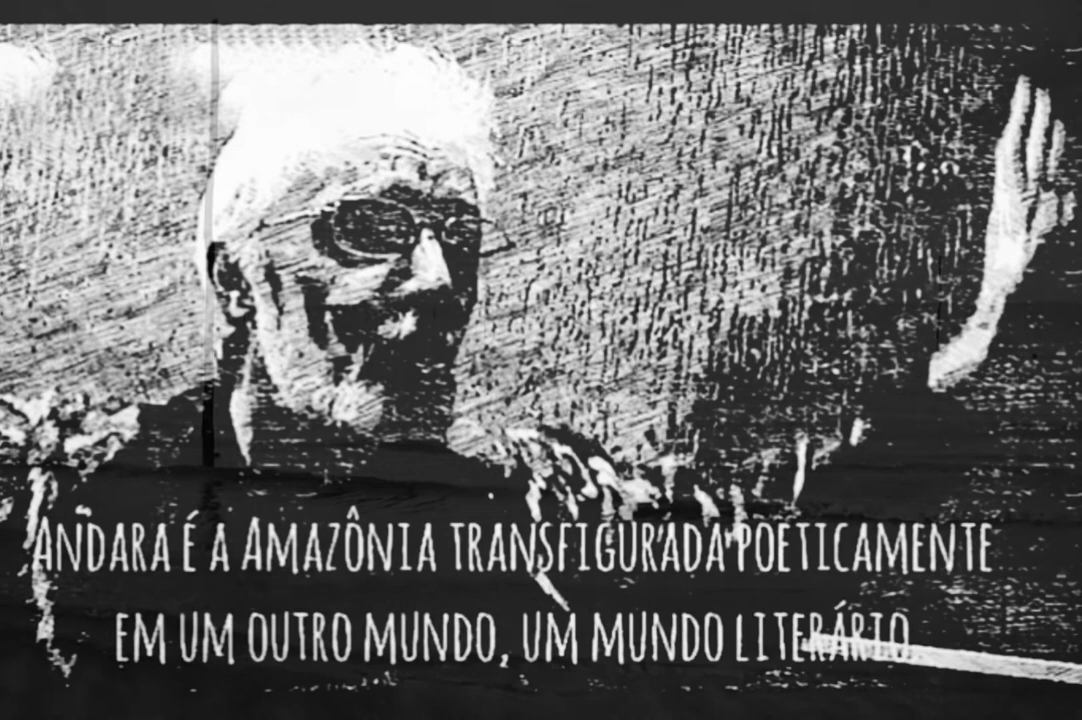 ANDARA É A AMAZÔNIA TRANSFIGURADA POETICAMENTE
EM UM OUTRO MUNDO, UM MUNDO LITERÁRIO